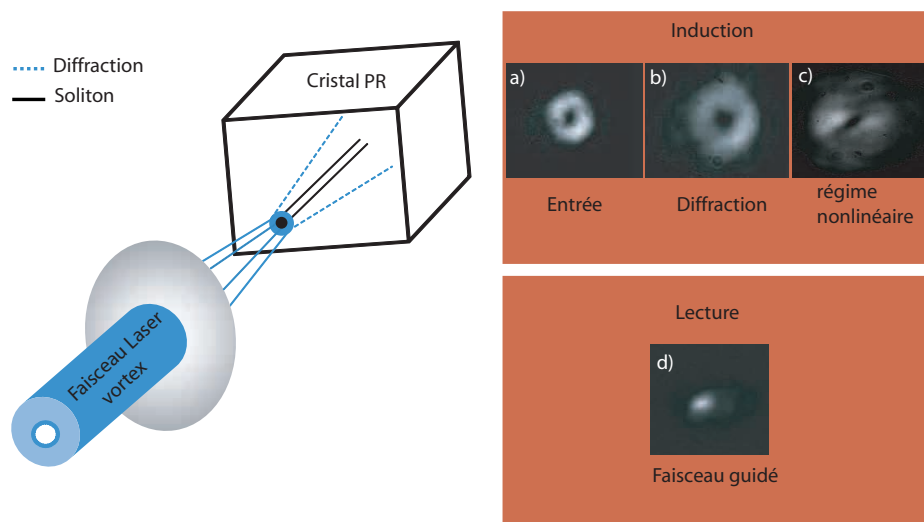 Diffraction
Soliton
Cristal PR
Faisceau Laser
vortex
Induction
a)
b)
c)
Entrée
Diffraction
régime
nonlinéaire
Lecture
d)
Faisceau guidé